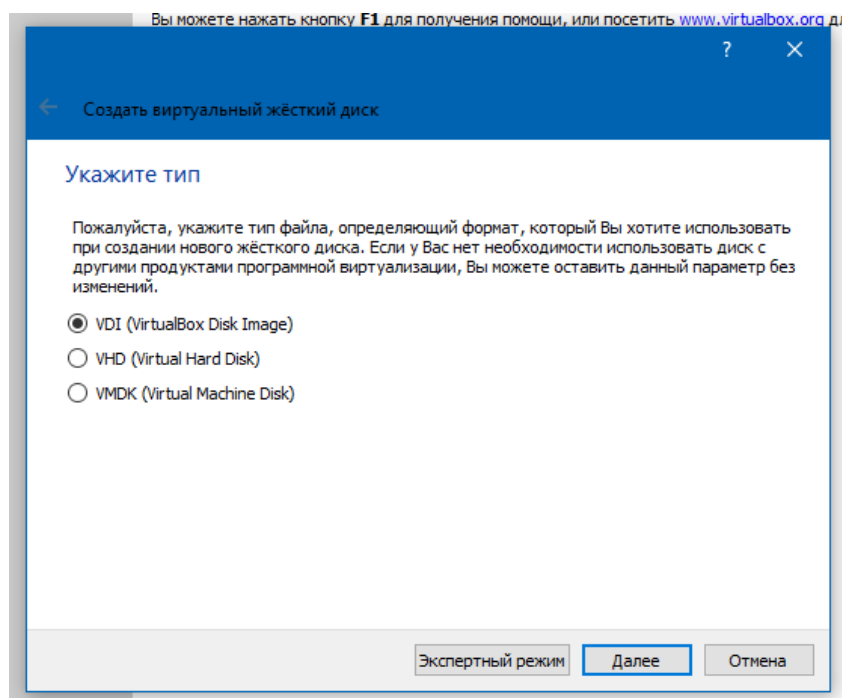 Вы можете нажать кнопку F1 для получения помощи, или посетить www.virtualbox.org
?
Создать виртуальный жёсткий диск
Укажите тип
Пожалуйста, укажите тип файла, определяющий формат, который Вы хотите использовать
при создании нового жёсткого диска. Если у Вас нет необходимости использовать диск с
другими продуктами программной виртуализации, Вы можете оставить данный параметр без
изменений.
VDI (VirtualBox Disk Image)
VHD (Virtual Hard Disk)
VMDK (Virtual Machine Disk)
Экспертный режим Далее Отмена